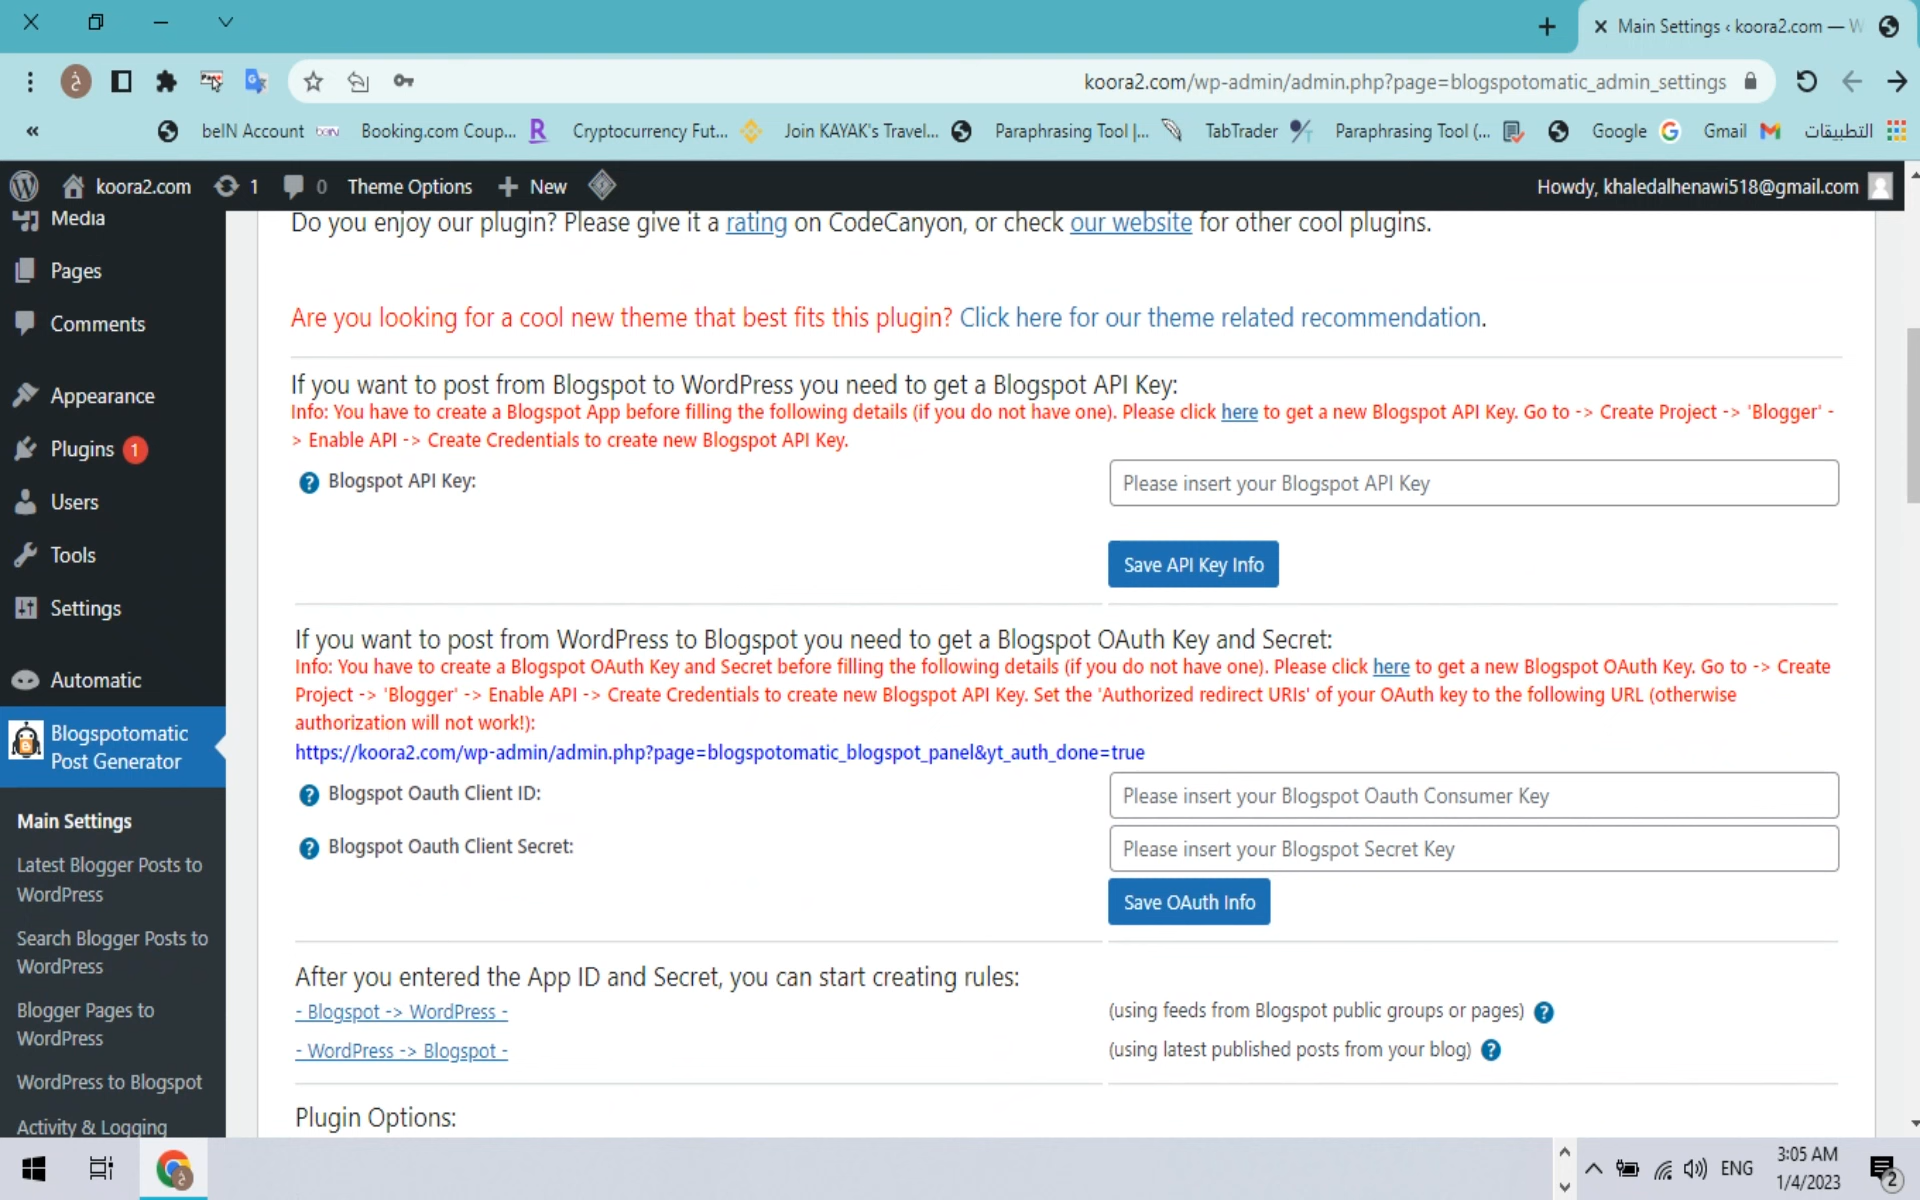 Main Settings ‹ koora2.com — W
koora2.com/wp-admin/admin.php?page=blogspotomatic_admin_settings
beIN Account
Booking.com Coup...
Cryptocurrency Fut...
Join KAYAK's Travel...
Paraphrasing Tool |...
TabTrader
Paraphrasing Tool (...
Google
Gmail
التطبيقات
koora2.com
1
0
Theme Options
New
Howdy, khaledalhenawi518@gmail.com
Media
Pages
Comments
Appearance
Plugins 1
Users
Tools
Settings
Automatic
Blogspotomatic
Post Generator
Main Settings
Latest Blogger Posts to
WordPress
Search Blogger Posts to
WordPress
Blogger Pages to
WordPress
WordPress to Blogspot
Activity & Logging
Do you enjoy our plugin? Please give it a rating on CodeCanyon, or check our website for other cool plugins.
Are you looking for a cool new theme that best fits this plugin? Click here for our theme related recommendation.
If you want to post from Blogspot to WordPress you need to get a Blogspot API Key:
Info: You have to create a Blogspot App before filling the following details (if you do not have one). Please click here to get a new Blogspot API Key. Go to -> Create Project -> 'Blogger' -
> Enable API -> Create Credentials to create new Blogspot API Key.
Blogspot API Key:
Please insert your Blogspot API Key
Save API Key Info
If you want to post from WordPress to Blogspot you need to get a Blogspot OAuth Key and Secret:
Info: You have to create a Blogspot OAuth Key and Secret before filling the following details (if you do not have one). Please click here to get a new Blogspot OAuth Key. Go to -> Create
Project -> 'Blogger' -> Enable API -> Create Credentials to create new Blogspot API Key. Set the 'Authorized redirect URIs' of your OAuth key to the following URL (otherwise
authorization will not work!):
https://koora2.com/wp-admin/admin.php?page=blogspotomatic_blogspot_panel&yt_auth_done=true
Blogspot Oauth Client ID:
Please insert your Blogspot Oauth Consumer Key
Blogspot Oauth Client Secret:
Please insert your Blogspot Secret Key
Save OAuth Info
After you entered the App ID and Secret, you can start creating rules:
- Blogspot -> WordPress -
(using feeds from Blogspot public groups or pages)
- WordPress -> Blogspot -
(using latest published posts from your blog)
Plugin Options:
ENG
3:05 AM
1/4/2023
2